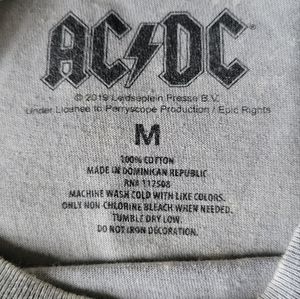 AC⚡DC
© 2019 Leidseplein Presse B.V.
Under License to Perryscope Production / Epic Rights
M
100% COTTON
MADE IN DOMINICAN REPUBLIC
RN# 112508
MACHINE WASH COLD WITH LIKE COLORS.
ONLY NON-CHLORINE BLEACH WHEN NEEDED.
TUMBLE DRY LOW.
DO NOT IRON DECORATION.